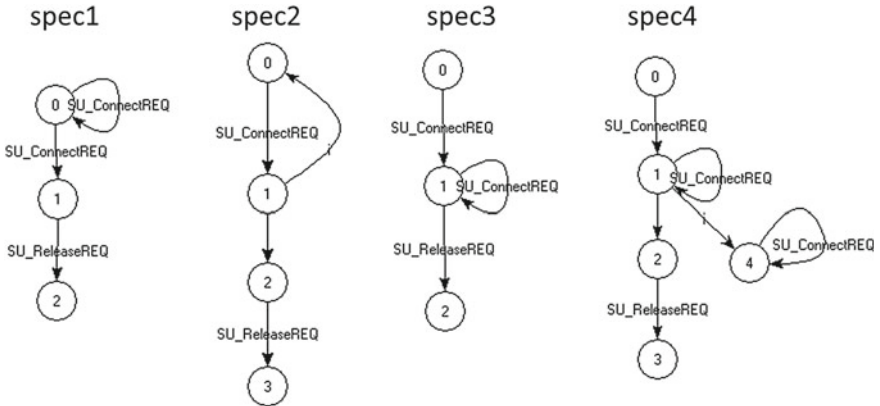 spec1
spec2
spec3
spec4
0
SU_ConnectREQ
SU_ConnectREQ
1
SU_ReleaseREQ
2
0
SU_ConnectREQ
i
1
2
SU_ReleaseREQ
3
0
SU_ConnectREQ
1
SU_ConnectREQ
SU_ReleaseREQ
2
0
SU_ConnectREQ
1
SU_ConnectREQ
i
2
4
SU_ConnectREQ
SU_ReleaseREQ
3